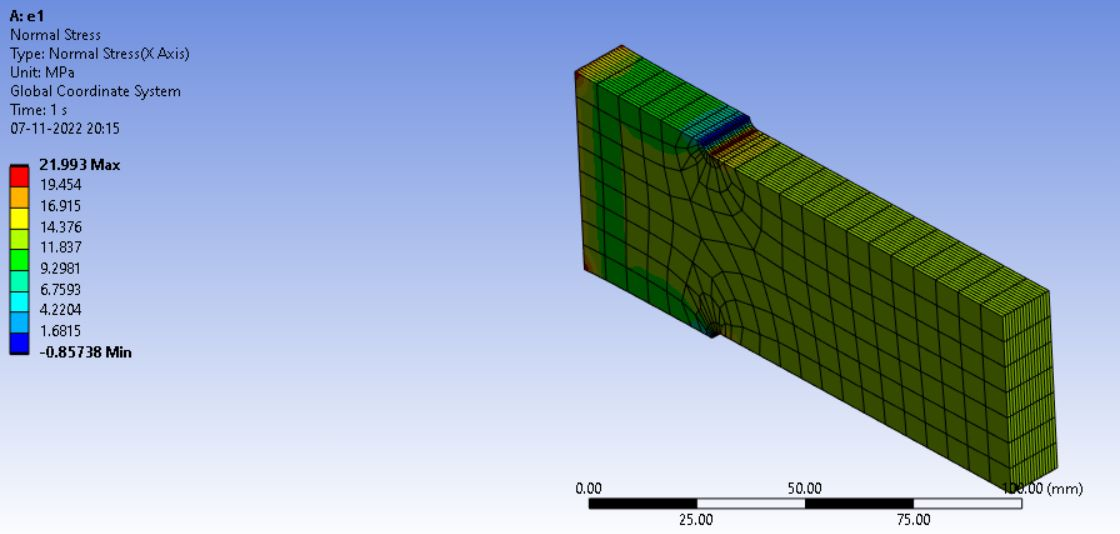 A: e1
Normal Stress
Type: Normal Stress(X Axis)
Unit: MPa
Global Coordinate System
Time: 1 s
07-11-2022 20:15
21.993 Max
19.454
16.915
14.376
11.837
9.2981
6.7593
4.2204
1.6815
-0.85738 Min
0.00 50.00 100.00 (mm)
25.00 75.00